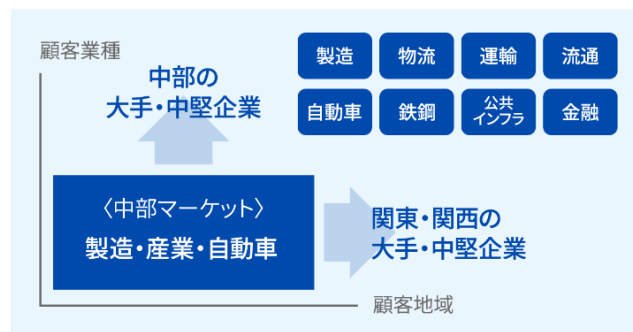 顧客業種
中部の
大手・中堅企業
製造
物流
運輸
流通
自動車
鉄鋼
公共
インフラ
金融
〈中部マーケット〉
製造・産業・自動車
関東・関西の
大手・中堅企業
顧客地域